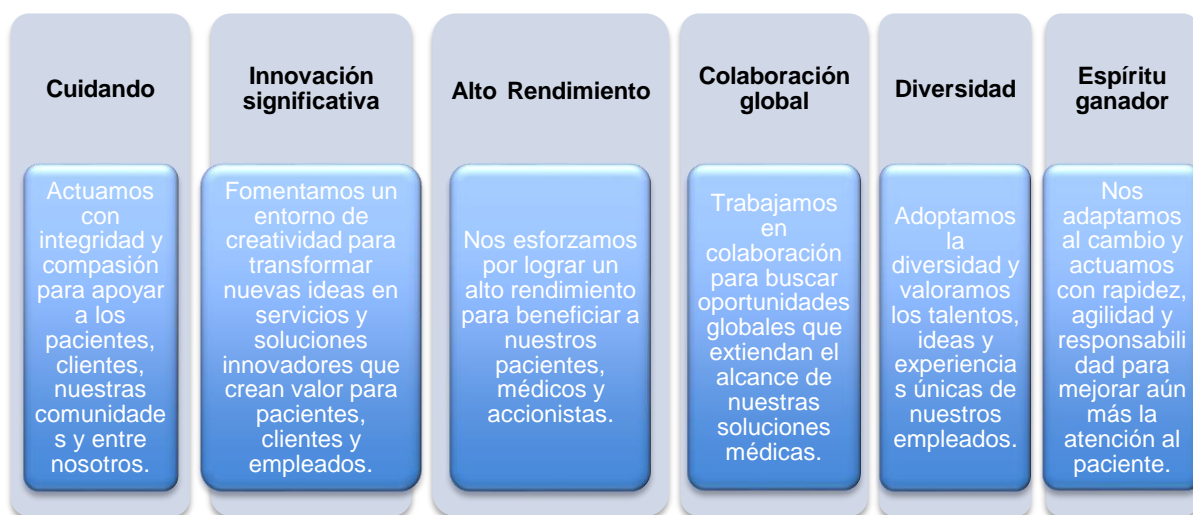 Cuidando
Actuamos
con
integridad y
compasión
para apoyar
a los
pacientes,
clientes,
nuestras
comunidade
s y entre
nosotros.
Innovación
significativa
Fomentamos un
entorno de
creatividad para
transformar
nuevas ideas en
servicios y
soluciones
innovadores que
crean valor para
pacientes,
clientes y
empleados.
Alto Rendimiento
Nos esforzamos
por lograr un
alto rendimiento
para beneficiar a
nuestros
pacientes,
médicos y
accionistas.
Colaboración
global
Trabajamos
en
colaboración
para buscar
oportunidades
globales que
extiendan el
alcance de
nuestras
soluciones
médicas.
Diversidad
Adoptamos
la
diversidad y
valoramos
los talentos,
ideas y
experiencia
s únicas de
nuestros
empleados.
Espíritu
ganador
Nos
adaptamos
al cambio y
actuamos
con rapidez,
agilidad y
responsabili
dad para
mejorar aún
más la
atención al
paciente.